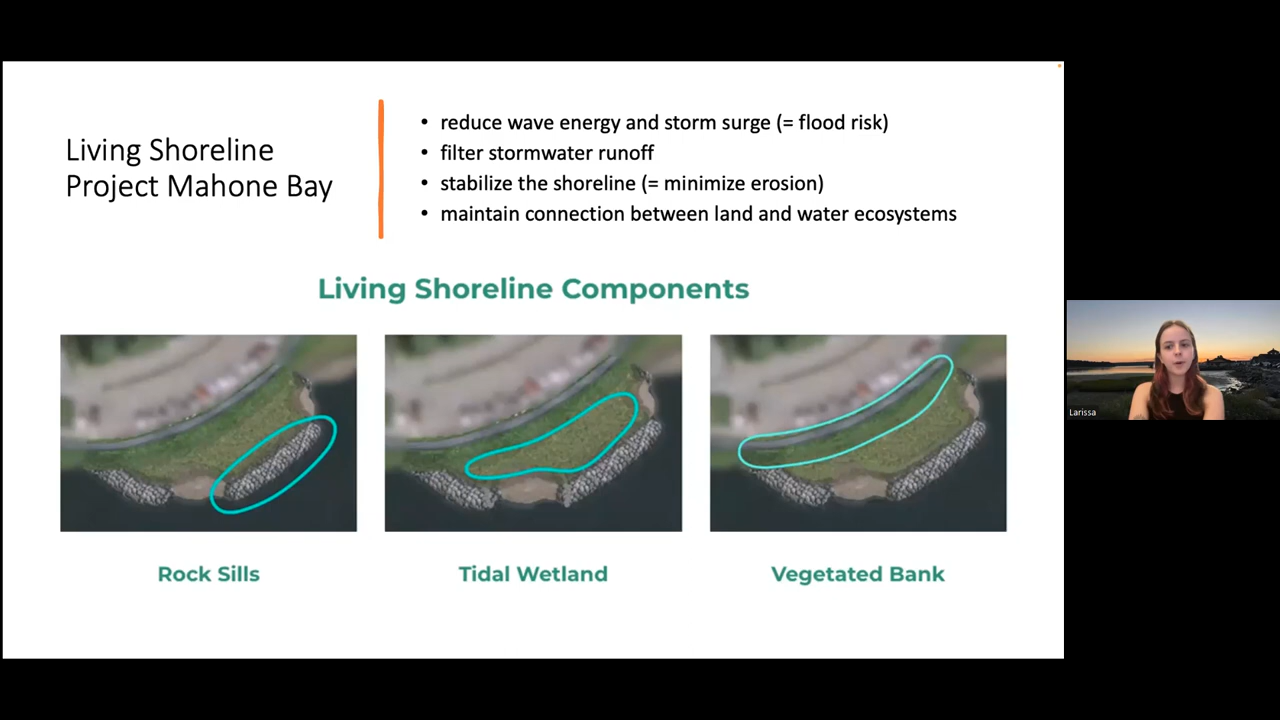 Living Shoreline
Project Mahone Bay
• reduce wave energy and storm surge (= flood risk)
• filter stormwater runoff
• stabilize the shoreline (= minimize erosion)
• maintain connection between land and water ecosystems
Living Shoreline Components
Rock Sills
Tidal Wetland
Vegetated Bank
Larissa